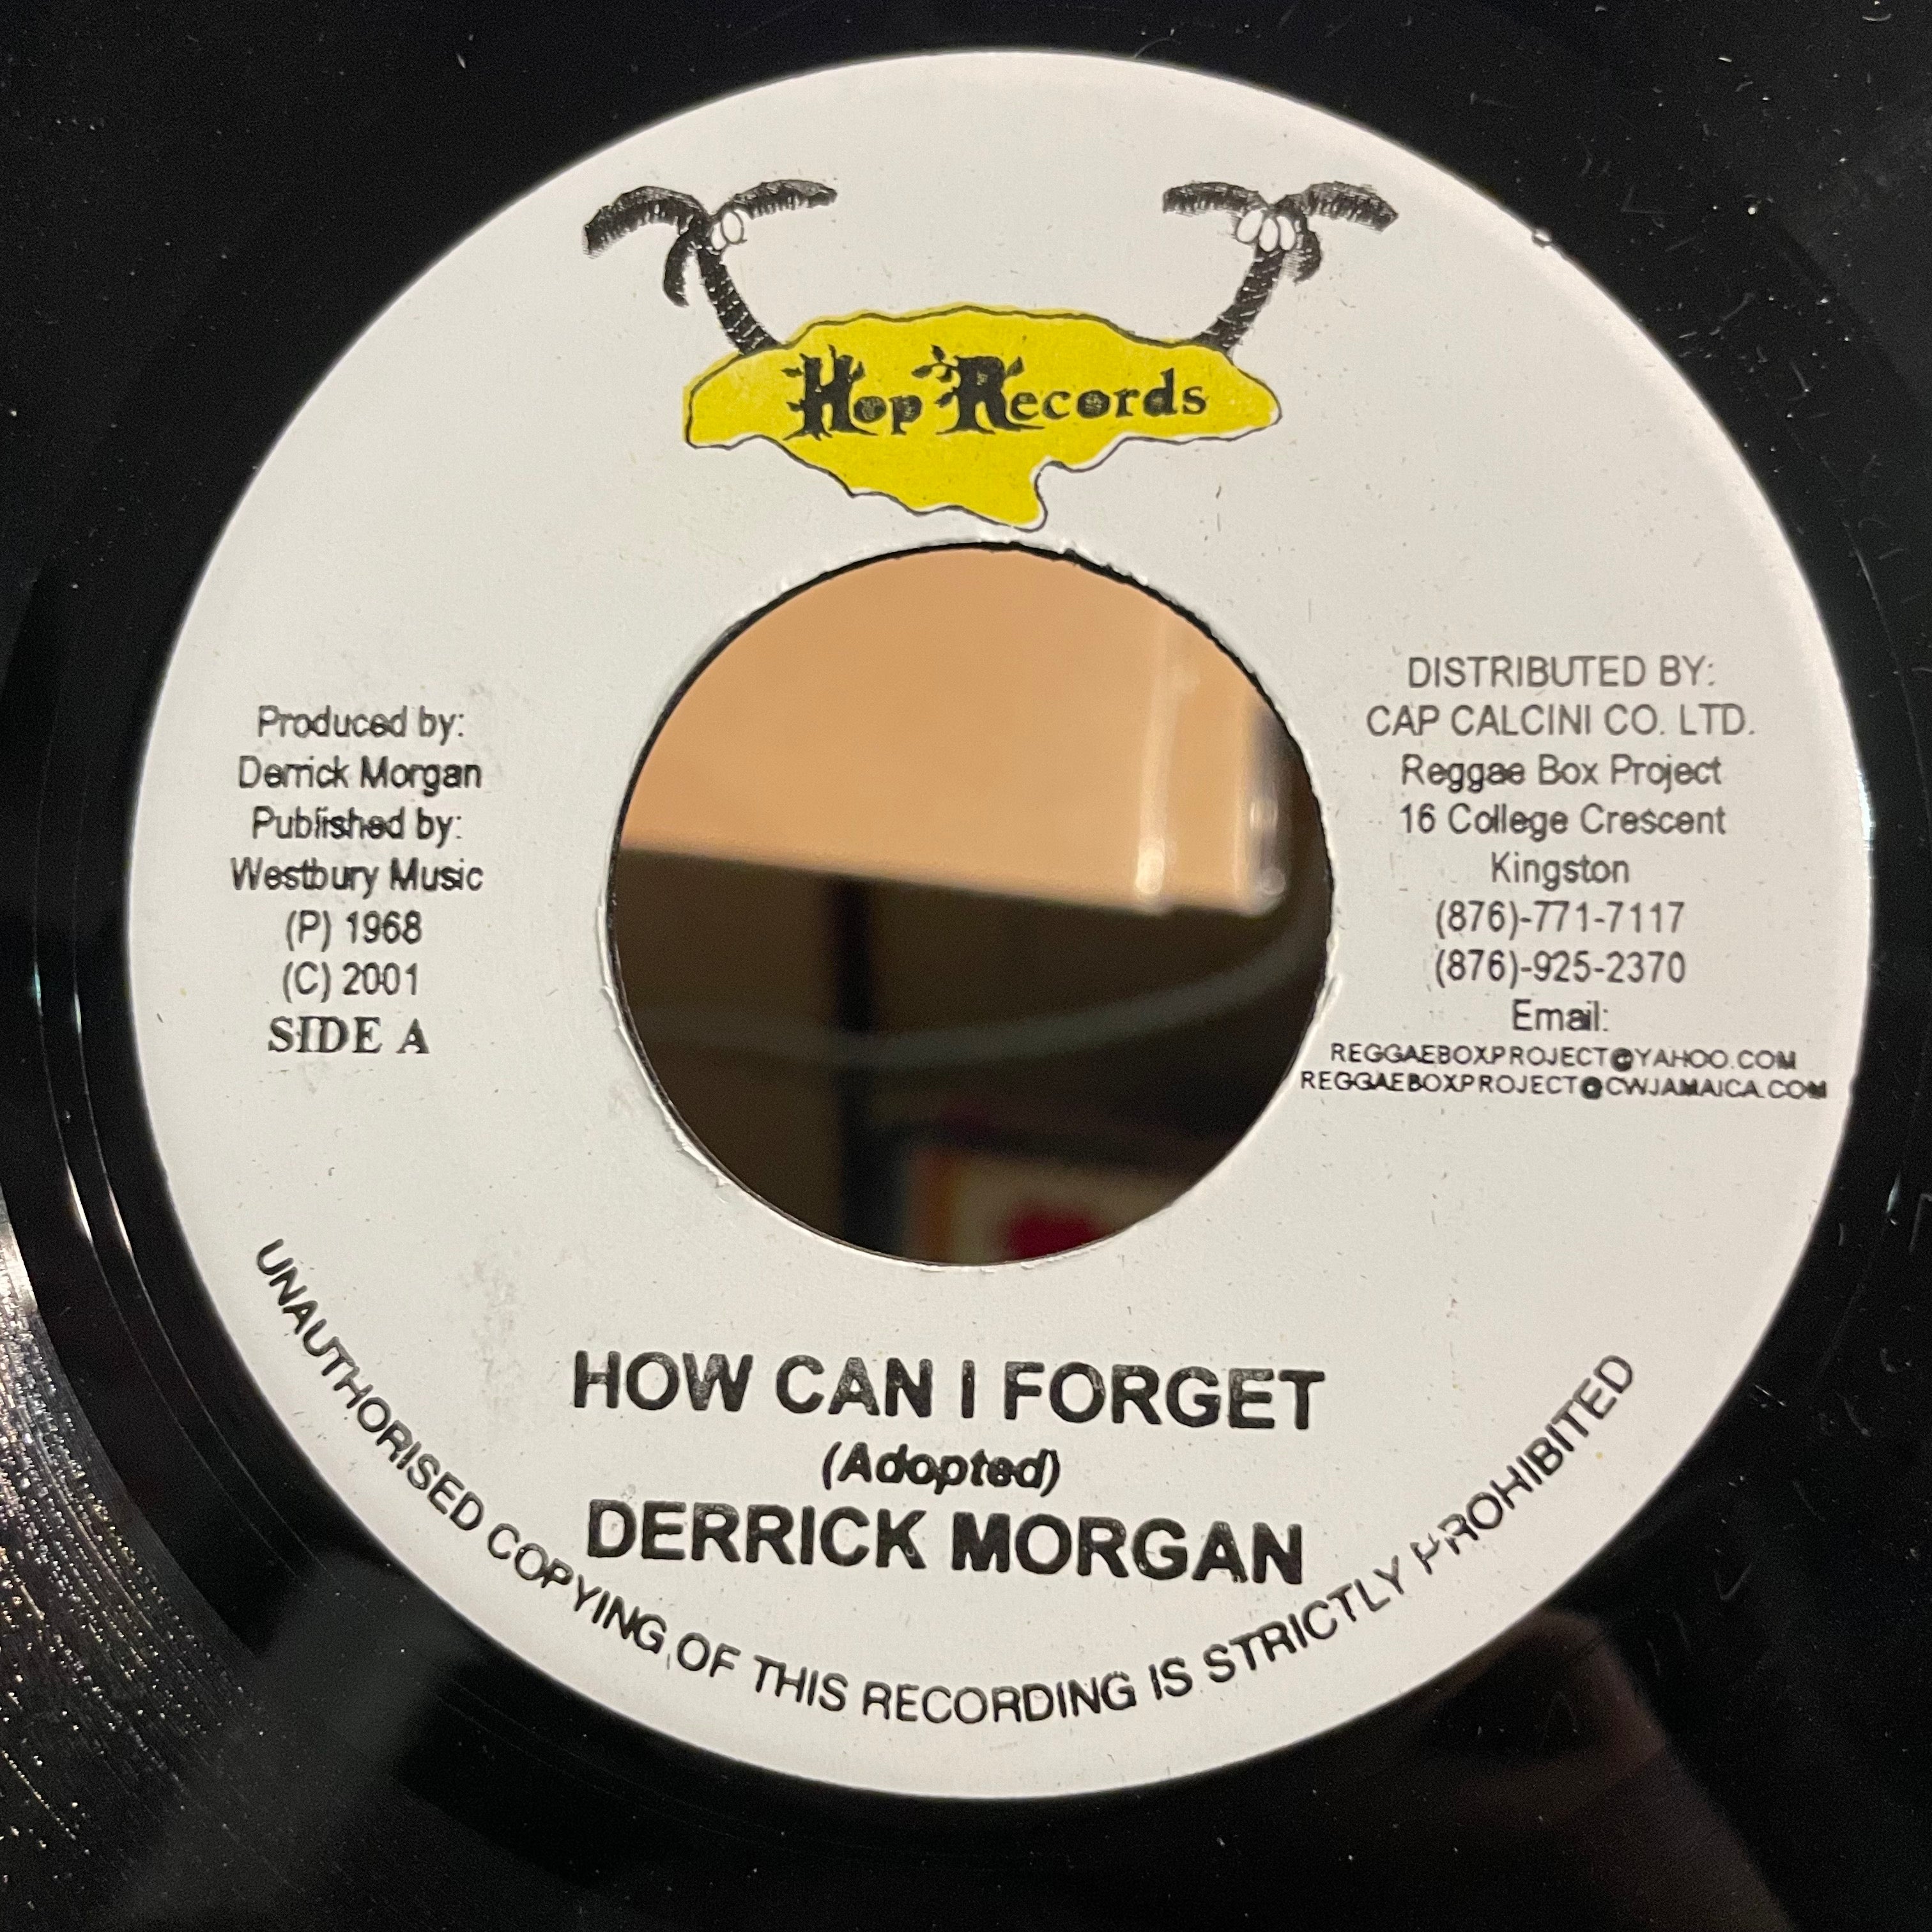 Hop Records
Produced by:
Derrick Morgan
Published by:
Westbury Music
(P) 1968
(C) 2001
SIDE A
DISTRIBUTED BY:
CAP CALCINI CO. LTD.
Reggae Box Project
16 College Crescent
Kingston
(876)-771-7117
(876)-925-2370
Email:
REGGAEBOXPROJECT@YAHOO.COM
REGGAEBOXPROJECT@CWJAMAICA.COM
HOW CAN I FORGET
(Adopted)
DERRICK MORGAN
UNAUTHORISED COPYING OF THIS RECORDING IS STRICTLY PROHIBITED